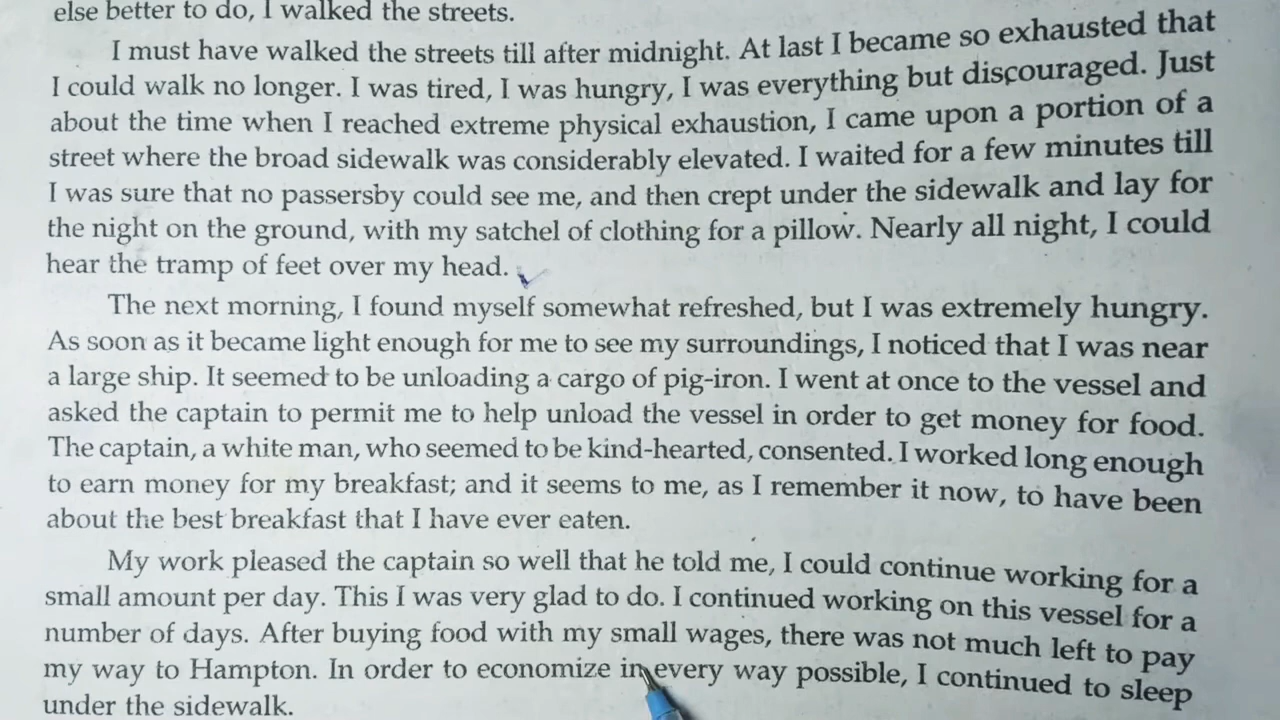 else better to do, I walked the streets.
I must have walked the streets till after midnight. At last I became so exhausted that
I could walk no longer. I was tired, I was hungry, I was everything but discouraged. Just
about the time when I reached extreme physical exhaustion, I came upon a portion of a
street where the broad sidewalk was considerably elevated. I waited for a few minutes till
I was sure that no passersby could see me, and then crept under the sidewalk and lay for
the night on the ground, with my satchel of clothing for a pillow. Nearly all night, I could
hear the tramp of feet over my head.
The next morning, I found myself somewhat refreshed, but I was extremely hungry.
As soon as it became light enough for me to see my surroundings, I noticed that I was near
a large ship. It seemed to be unloading a cargo of pig-iron. I went at once to the vessel and
asked the captain to permit me to help unload the vessel in order to get money for food.
The captain, a white man, who seemed to be kind-hearted, consented. I worked long enough
to earn money for my breakfast; and it seems to me, as I remember it now, to have been
about the best breakfast that I have ever eaten.
My work pleased the captain so well that he told me, I could continue working for a
small amount per day. This I was very glad to do. I continued working on this vessel for a
number of days. After buying food with my small wages, there was not much left to pay
my way to Hampton. In order to economize in every way possible, I continued to sleep
under the sidewalk.